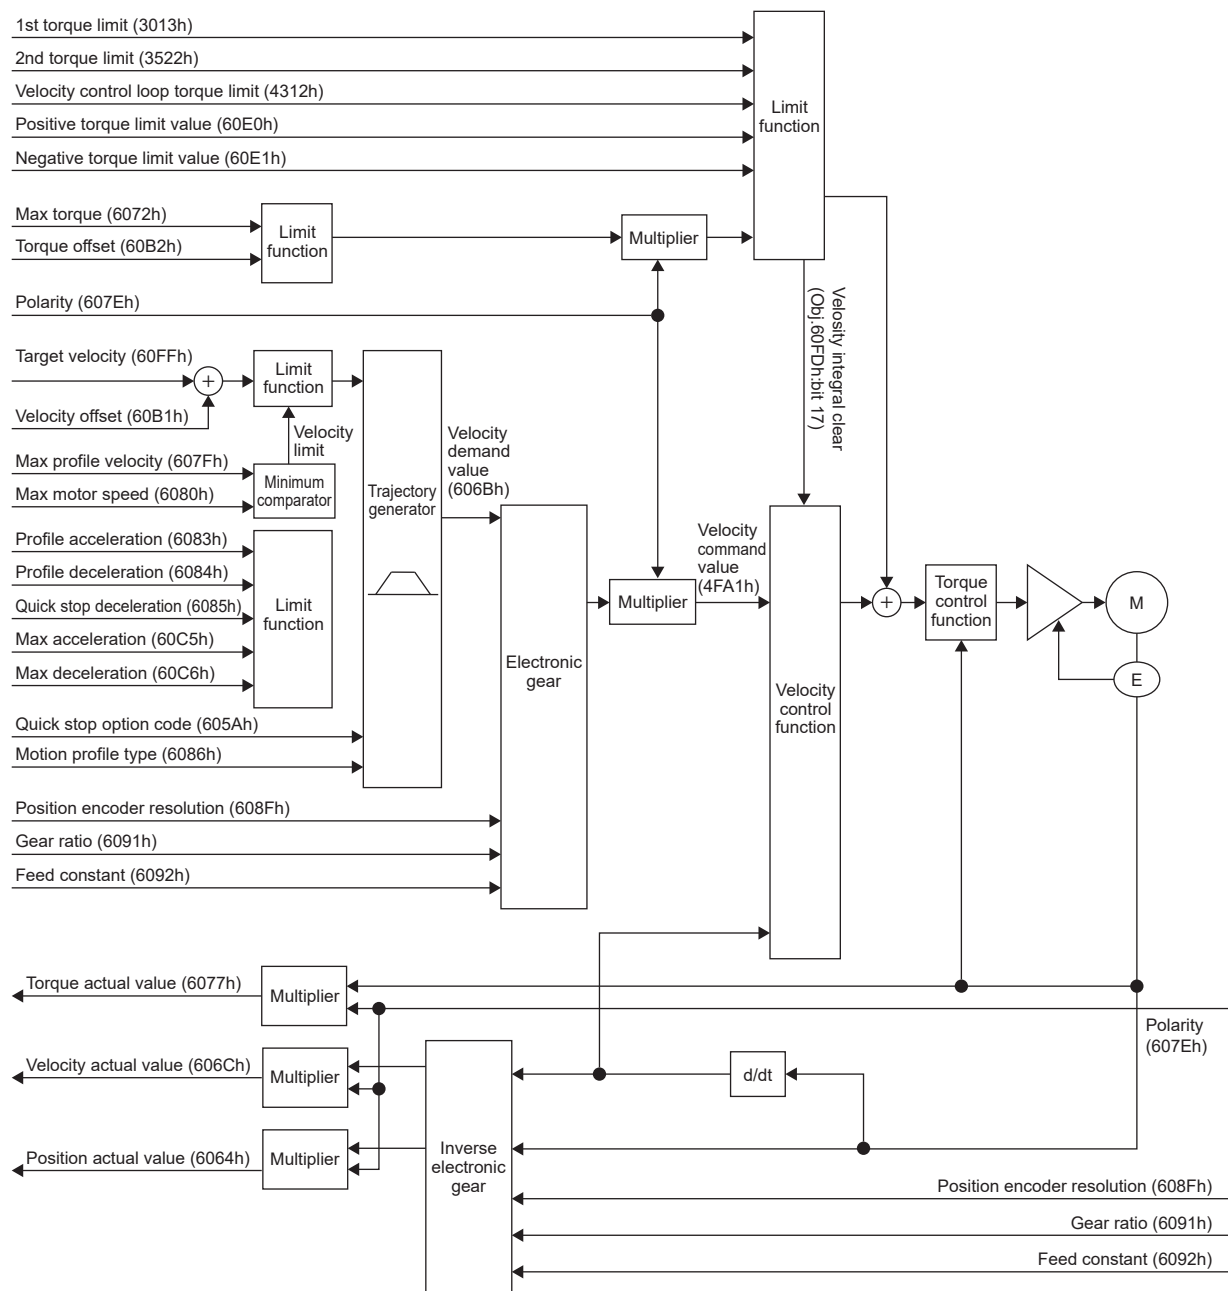 1st torque limit (3013h)
2nd torque limit (3522h)
Velocity control loop torque limit (4312h)
Positive torque limit value (60E0h)
Negative torque limit value (60E1h)
Limit
function
Max torque (6072h)
Torque offset (60B2h)
Limit
function
Multiplier
Polarity (607Eh)
Velosity integral clear
(Obj.60FDh:bit 17)
Target velocity (60FFh)
+
Limit
function
Velocity offset (60B1h)
Velocity
limit
Max profile velocity (607Fh)
Max motor speed (6080h)
Minimum
comparator
Trajectory
generator
Velocity
demand
value
(606Bh)
Profile acceleration (6083h)
Profile deceleration (6084h)
Quick stop deceleration (6085h)
Max acceleration (60C5h)
Max deceleration (60C6h)
Limit
function
Quick stop option code (605Ah)
Motion profile type (6086h)
Electronic
gear
Multiplier
Velocity
command
value
(4FA1h)
Velocity
control
function
+
Torque
control
function
M
E
Position encoder resolution (608Fh)
Gear ratio (6091h)
Feed constant (6092h)
Torque actual value (6077h)
Multiplier
Polarity
(607Eh)
Velocity actual value (606Ch)
Multiplier
d/dt
Position actual value (6064h)
Multiplier
Inverse
electronic
gear
Position encoder resolution (608Fh)
Gear ratio (6091h)
Feed constant (6092h)